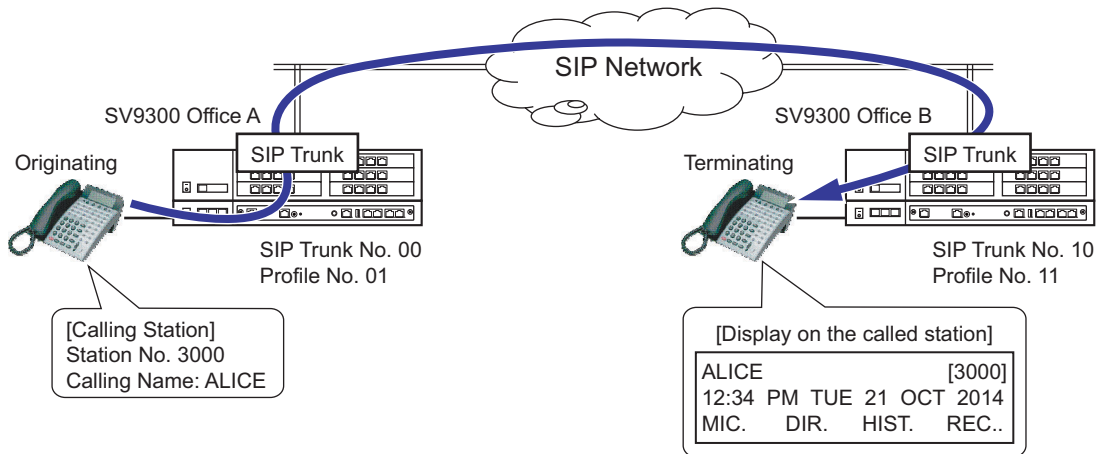 SIP Network
SV9300 Office A
SV9300 Office B
Originating
SIP Trunk
Terminating
SIP Trunk
SIP Trunk No. 00
Profile No. 01
SIP Trunk No. 10
Profile No. 11
[Calling Station]
Station No. 3000
Calling Name: ALICE
[Display on the called station]
ALICE [3000]
12:34 PM TUE 21 OCT 2014
MIC. DIR. HIST. REC..